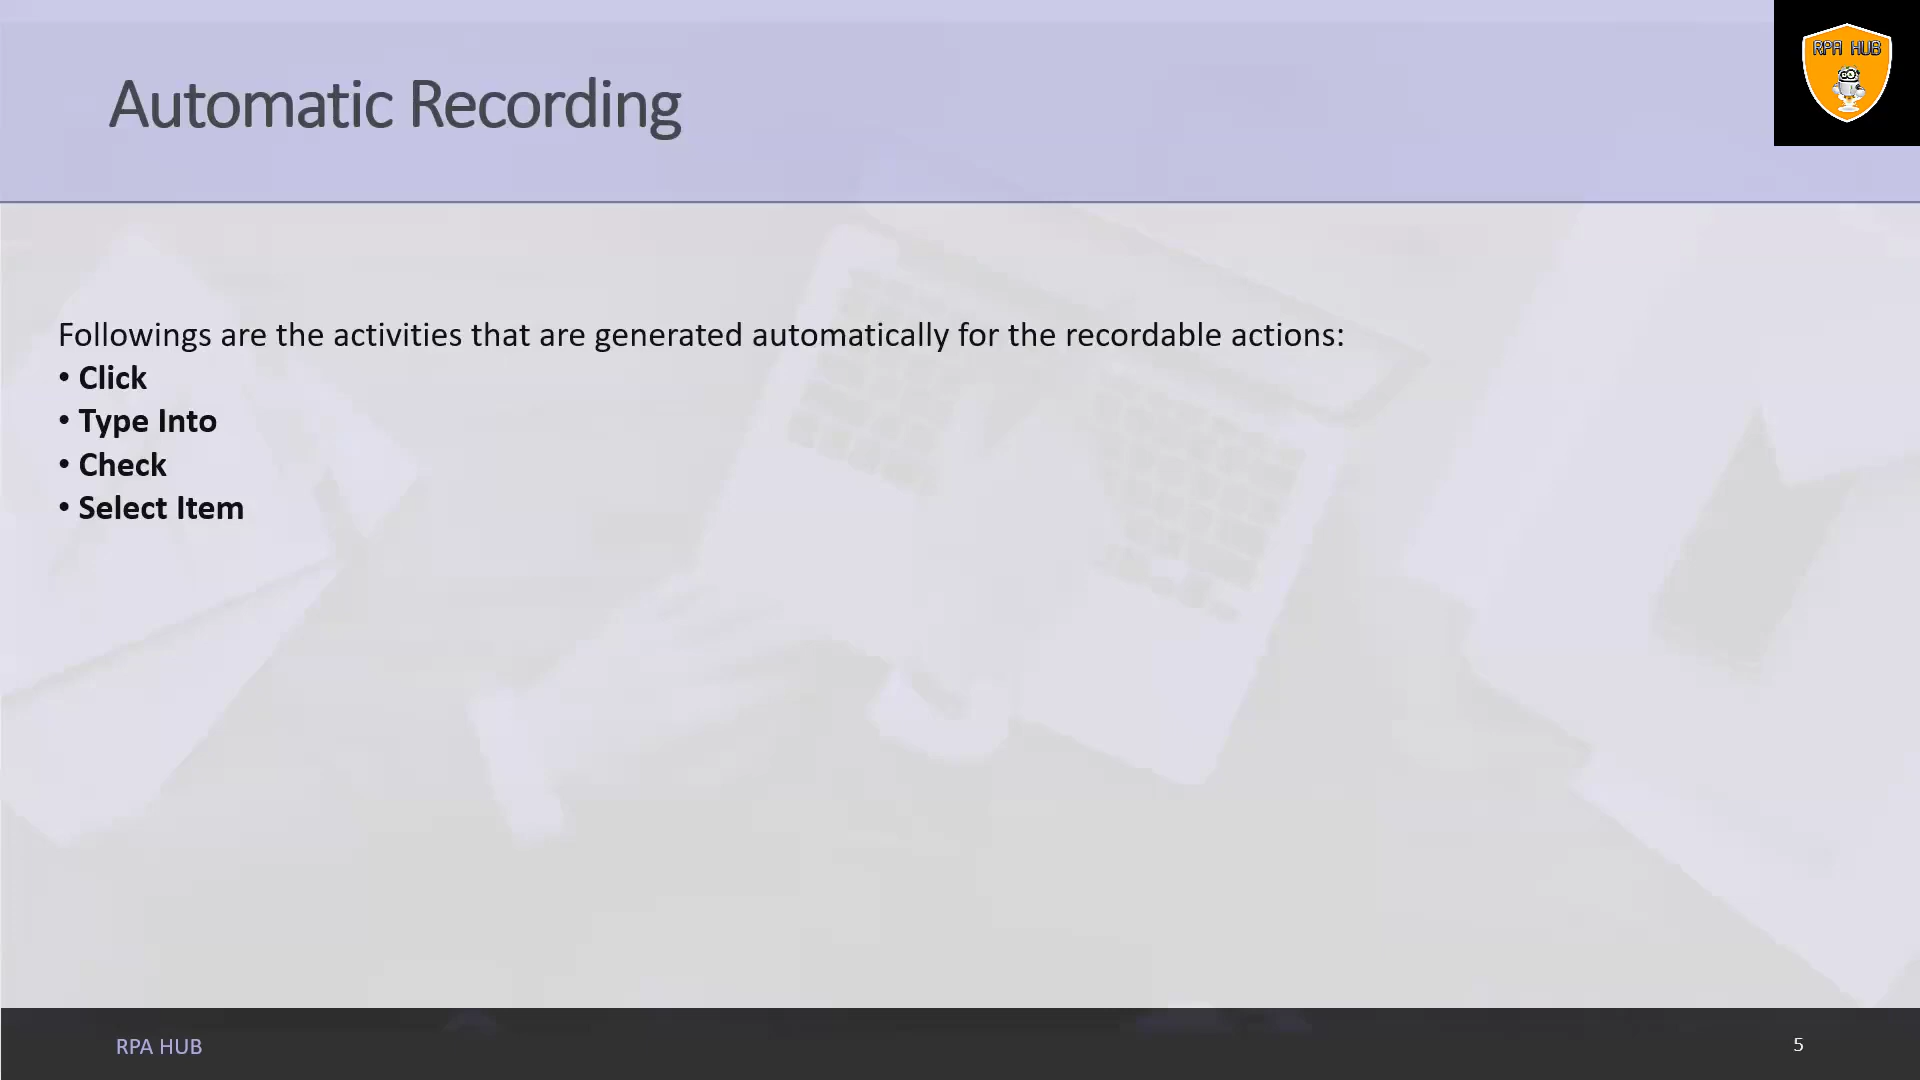 Automatic Recording
RPA HUB
Followings are the activities that are generated automatically for the recordable actions:
• Click
• Type Into
• Check
• Select Item
RPA HUB
5